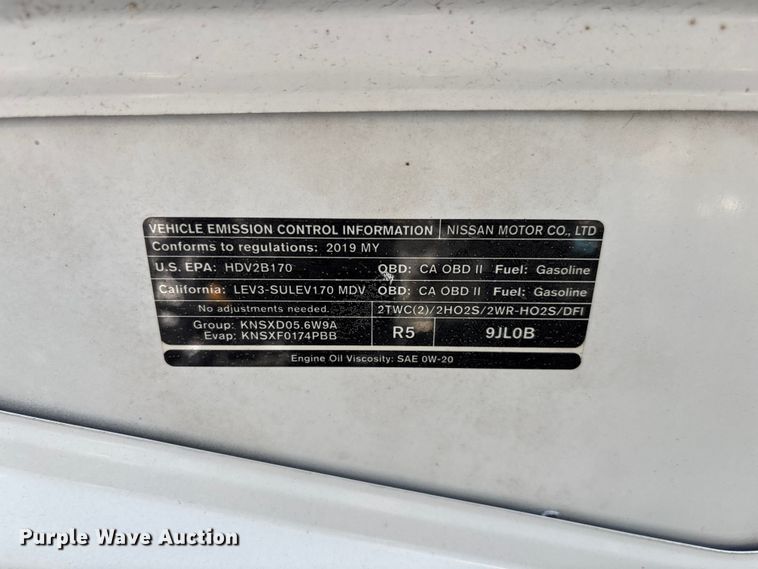 VEHICLE EMISSION CONTROL INFORMATION NISSAN MOTOR CO., LTD
Conforms to regulations: 2019 MY
U.S. EPA: HDV2B170 OBD: CA OBD II Fuel: Gasoline
California: LEV3-SULEV170 MDV OBD: CA OBD II Fuel: Gasoline
No adjustments needed. 2TWC(2)/2HO2S/2WR-HO2S/DFI
Group: KNSXD05.6W9A
Evap: KNSXF0174PBB
R5 9JL0B
Engine Oil Viscosity: SAE 0W-20
Purple Wave Auction